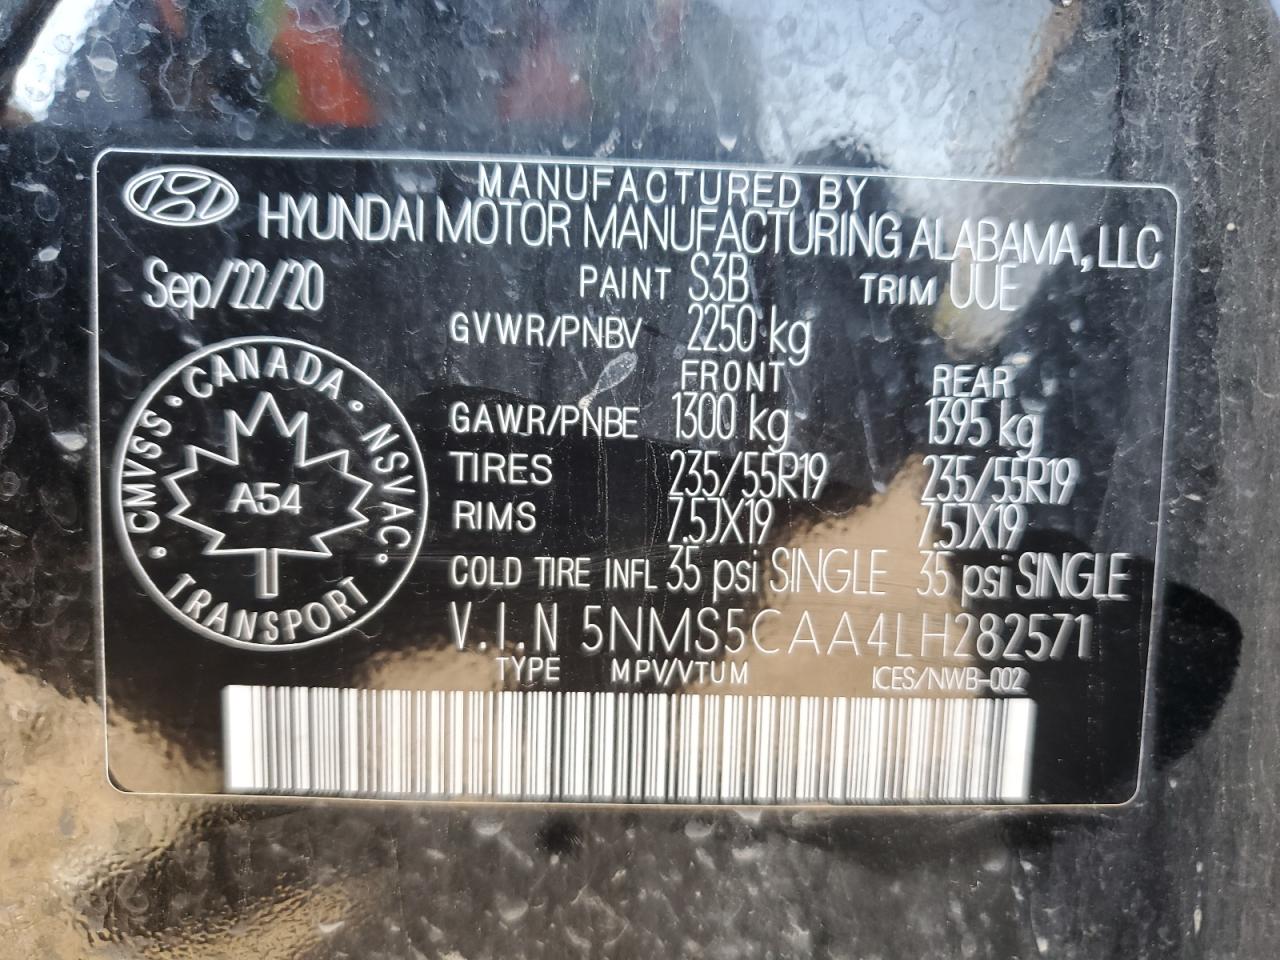 MANUFACTURED BY
HYUNDAI MOTOR MANUFACTURING ALABAMA, LLC
Sep/22/20 PAINT S3B TRIM UUE
GVWR/PNBV 2250 kg
FRONT REAR
GAWR/PNBE 1300 kg 1395 kg
TIRES 235/55R19 235/55R19
RIMS 7.5JX19 7.5JX19
COLD TIRE INFL 35 psi SINGLE 35 psi SINGLE
V.I.N 5NMS5CAA4LH282571
TYPE MPV/VTUM ICES/NWB-002
• CMVSS • CANADA • NSVAC •
A54
TRANSPORT